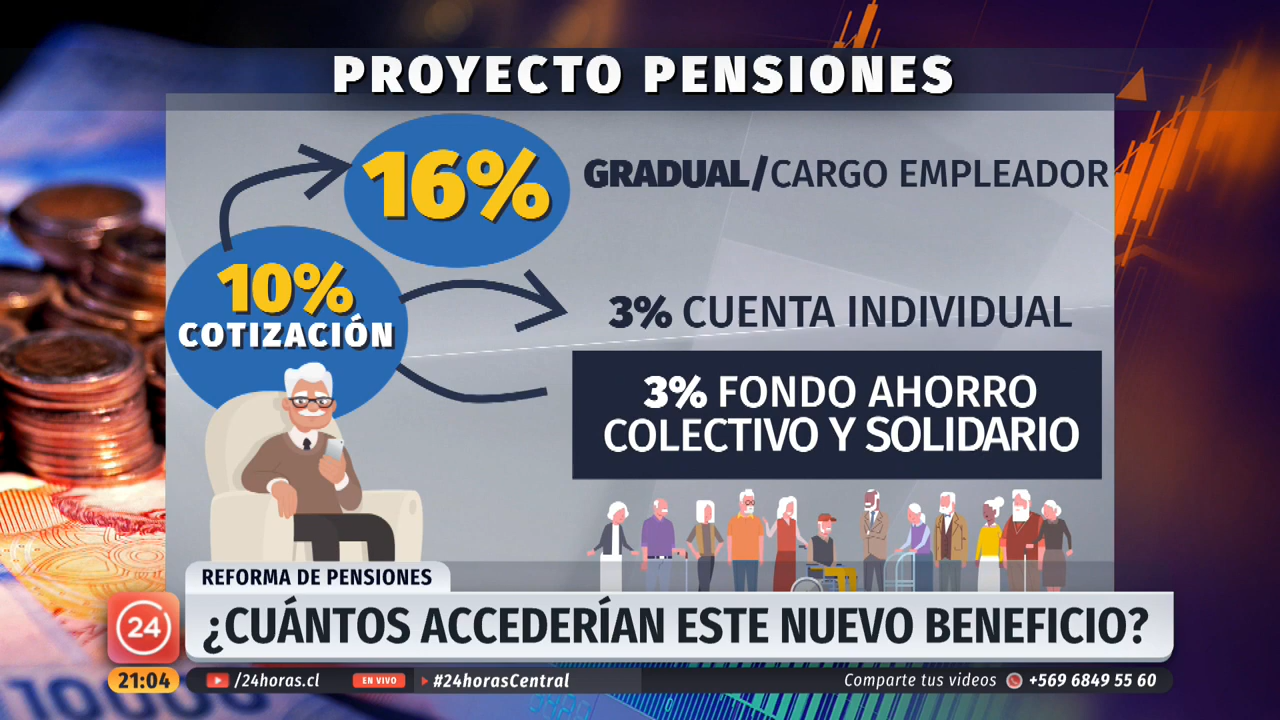 PROYECTO PENSIONES
16%
GRADUAL/CARGO EMPLEADOR
10%
COTIZACIÓN
3% CUENTA INDIVIDUAL
3% FONDO AHORRO
COLECTIVO Y SOLIDARIO
REFORMA DE PENSIONES
24
¿CUÁNTOS ACCEDERÍAN ESTE NUEVO BENEFICIO?
21:04 /24horas.cl EN VIVO #24horasCentral Comparte tus videos +569 6849 55 60